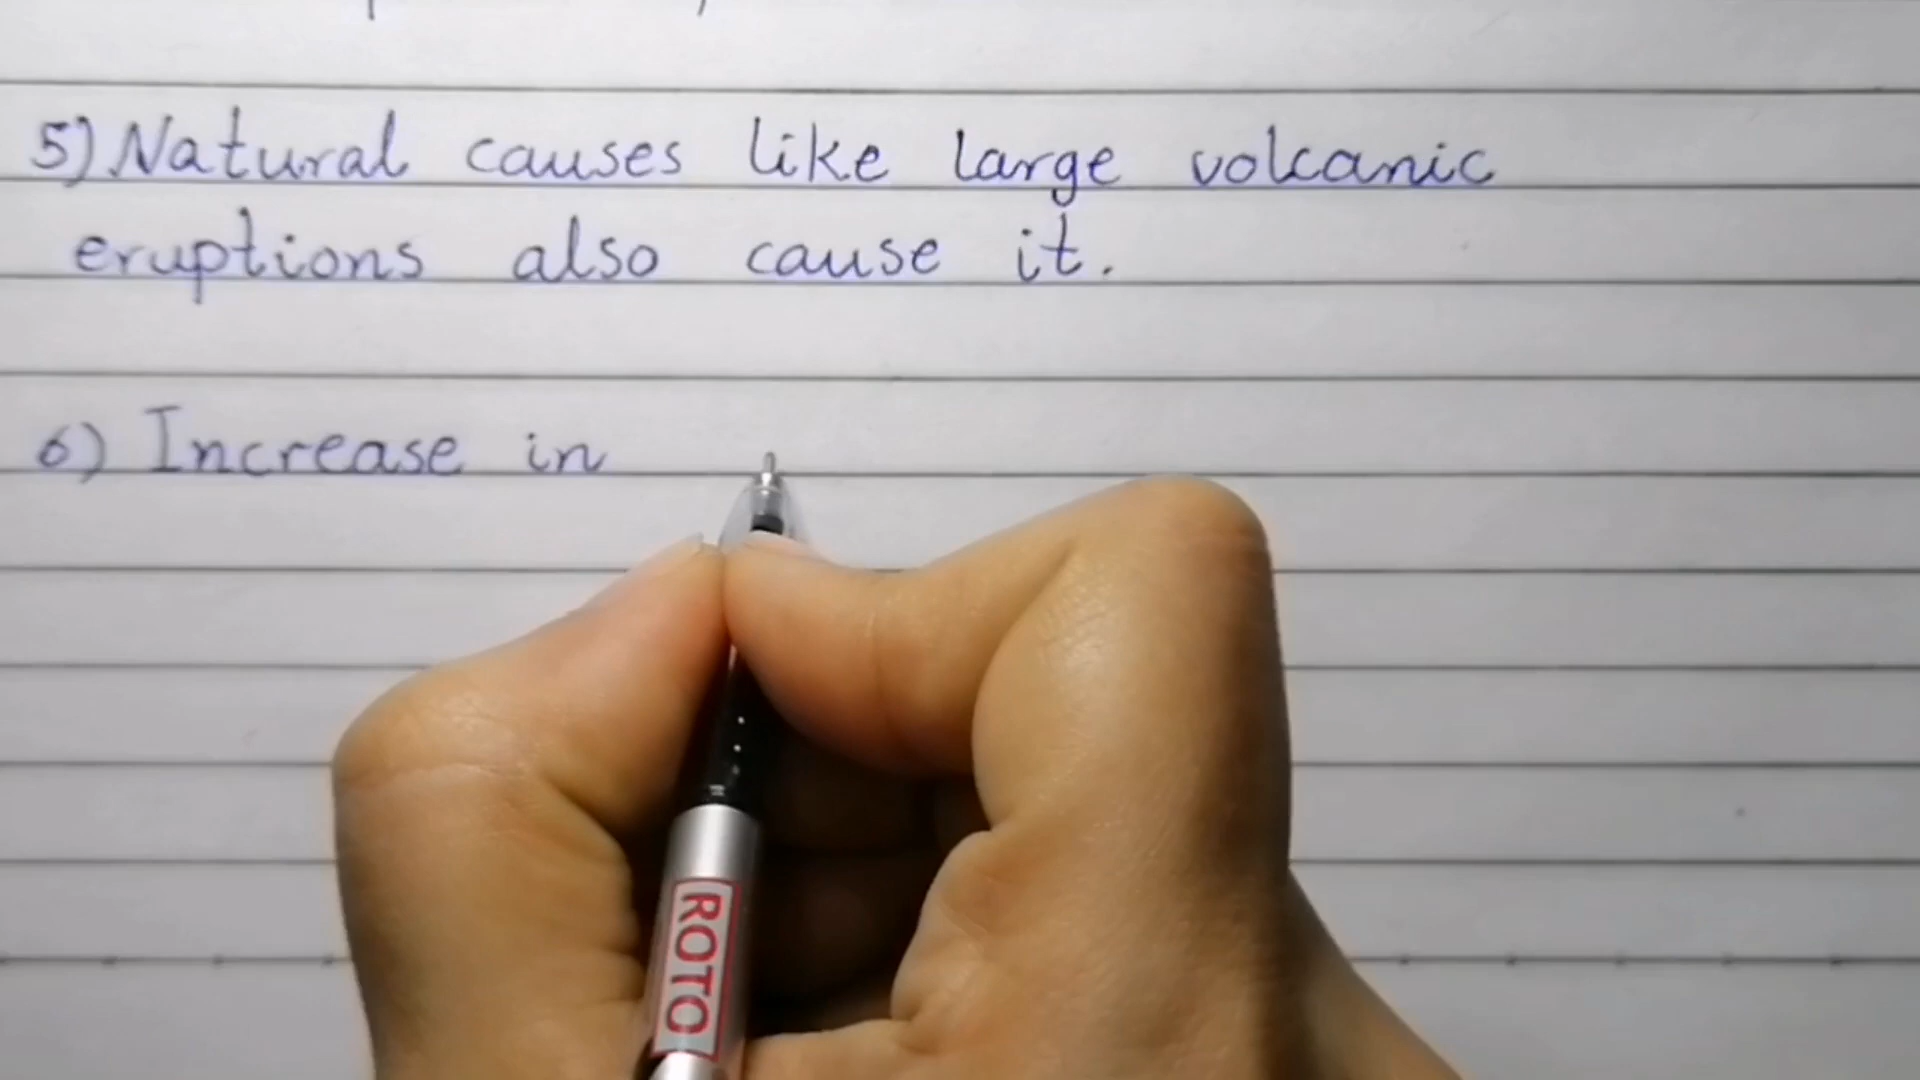 5) Natural causes like large volcanic
eruptions also cause it.
6) Increase in
ROTO